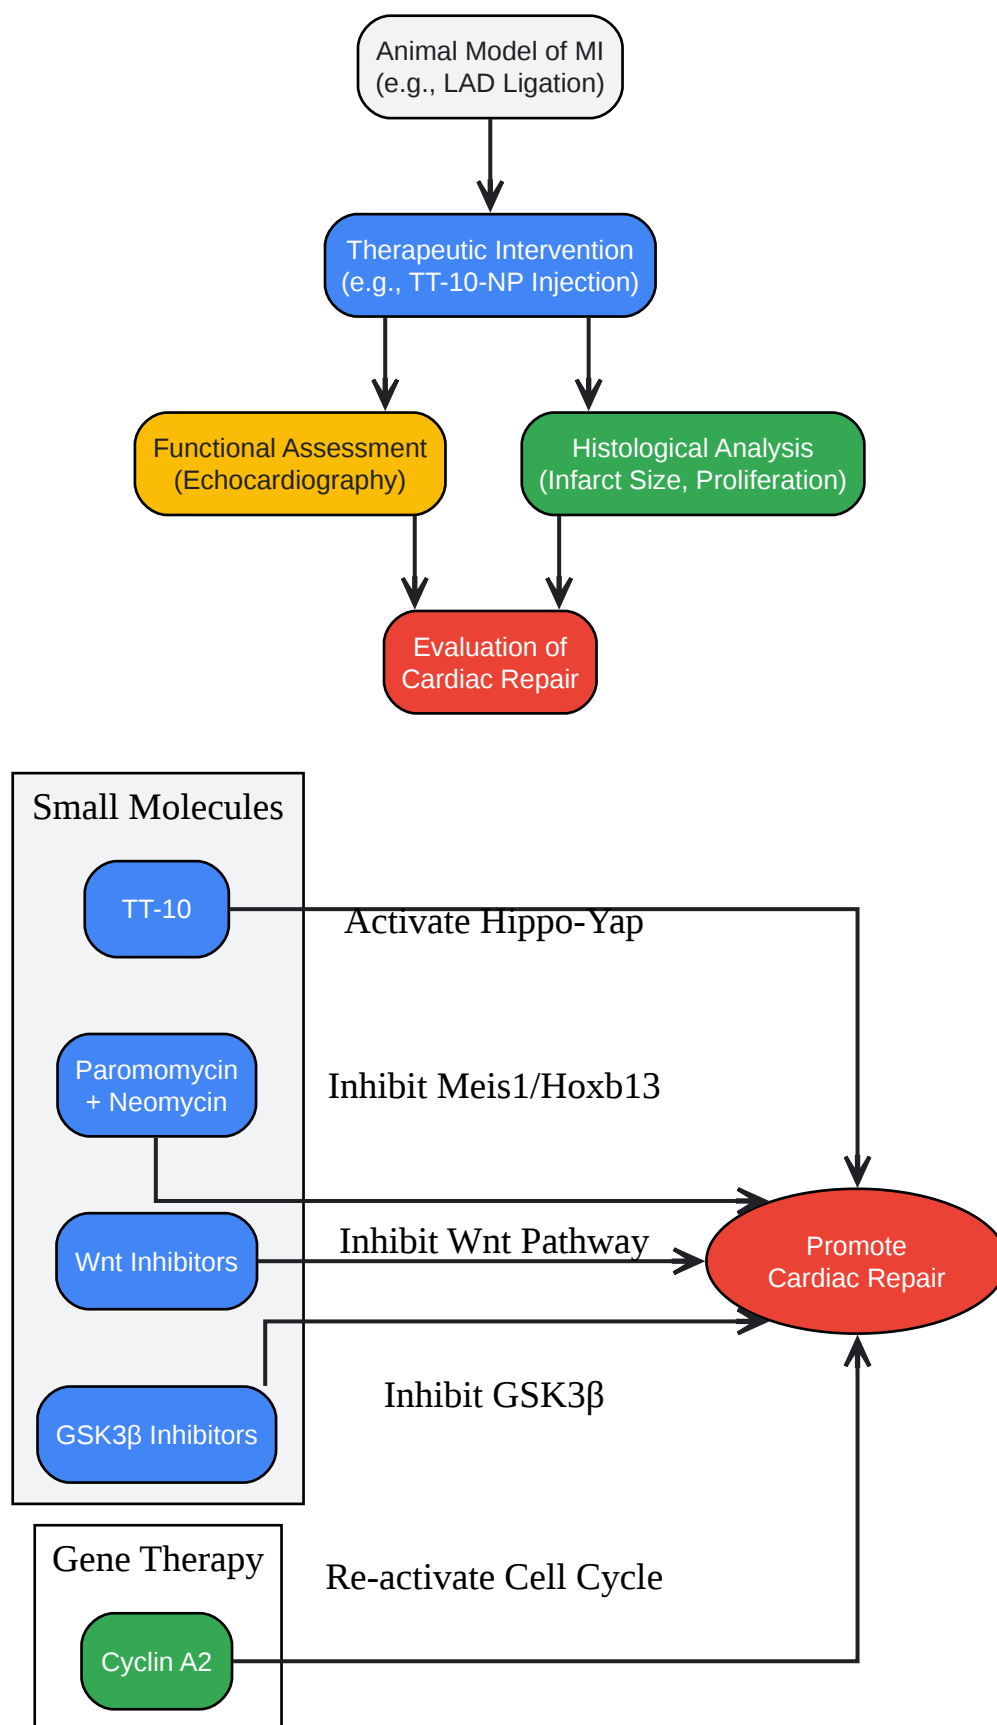 Animal Model of MI
(e.g., LAD Ligation)
Therapeutic Intervention
(e.g., TT-10-NP Injection)
Functional Assessment
(Echocardiography)
Histological Analysis
(Infarct Size, Proliferation)
Evaluation of
Cardiac Repair
Small Molecules
TT-10
Activate Hippo-Yap
Paromomycin
+ Neomycin
Inhibit Meis1/Hoxb13
Wnt Inhibitors
Inhibit Wnt Pathway
Promote
Cardiac Repair
GSK3β Inhibitors
Inhibit GSK3β
Gene Therapy
Re-activate Cell Cycle
Cyclin A2